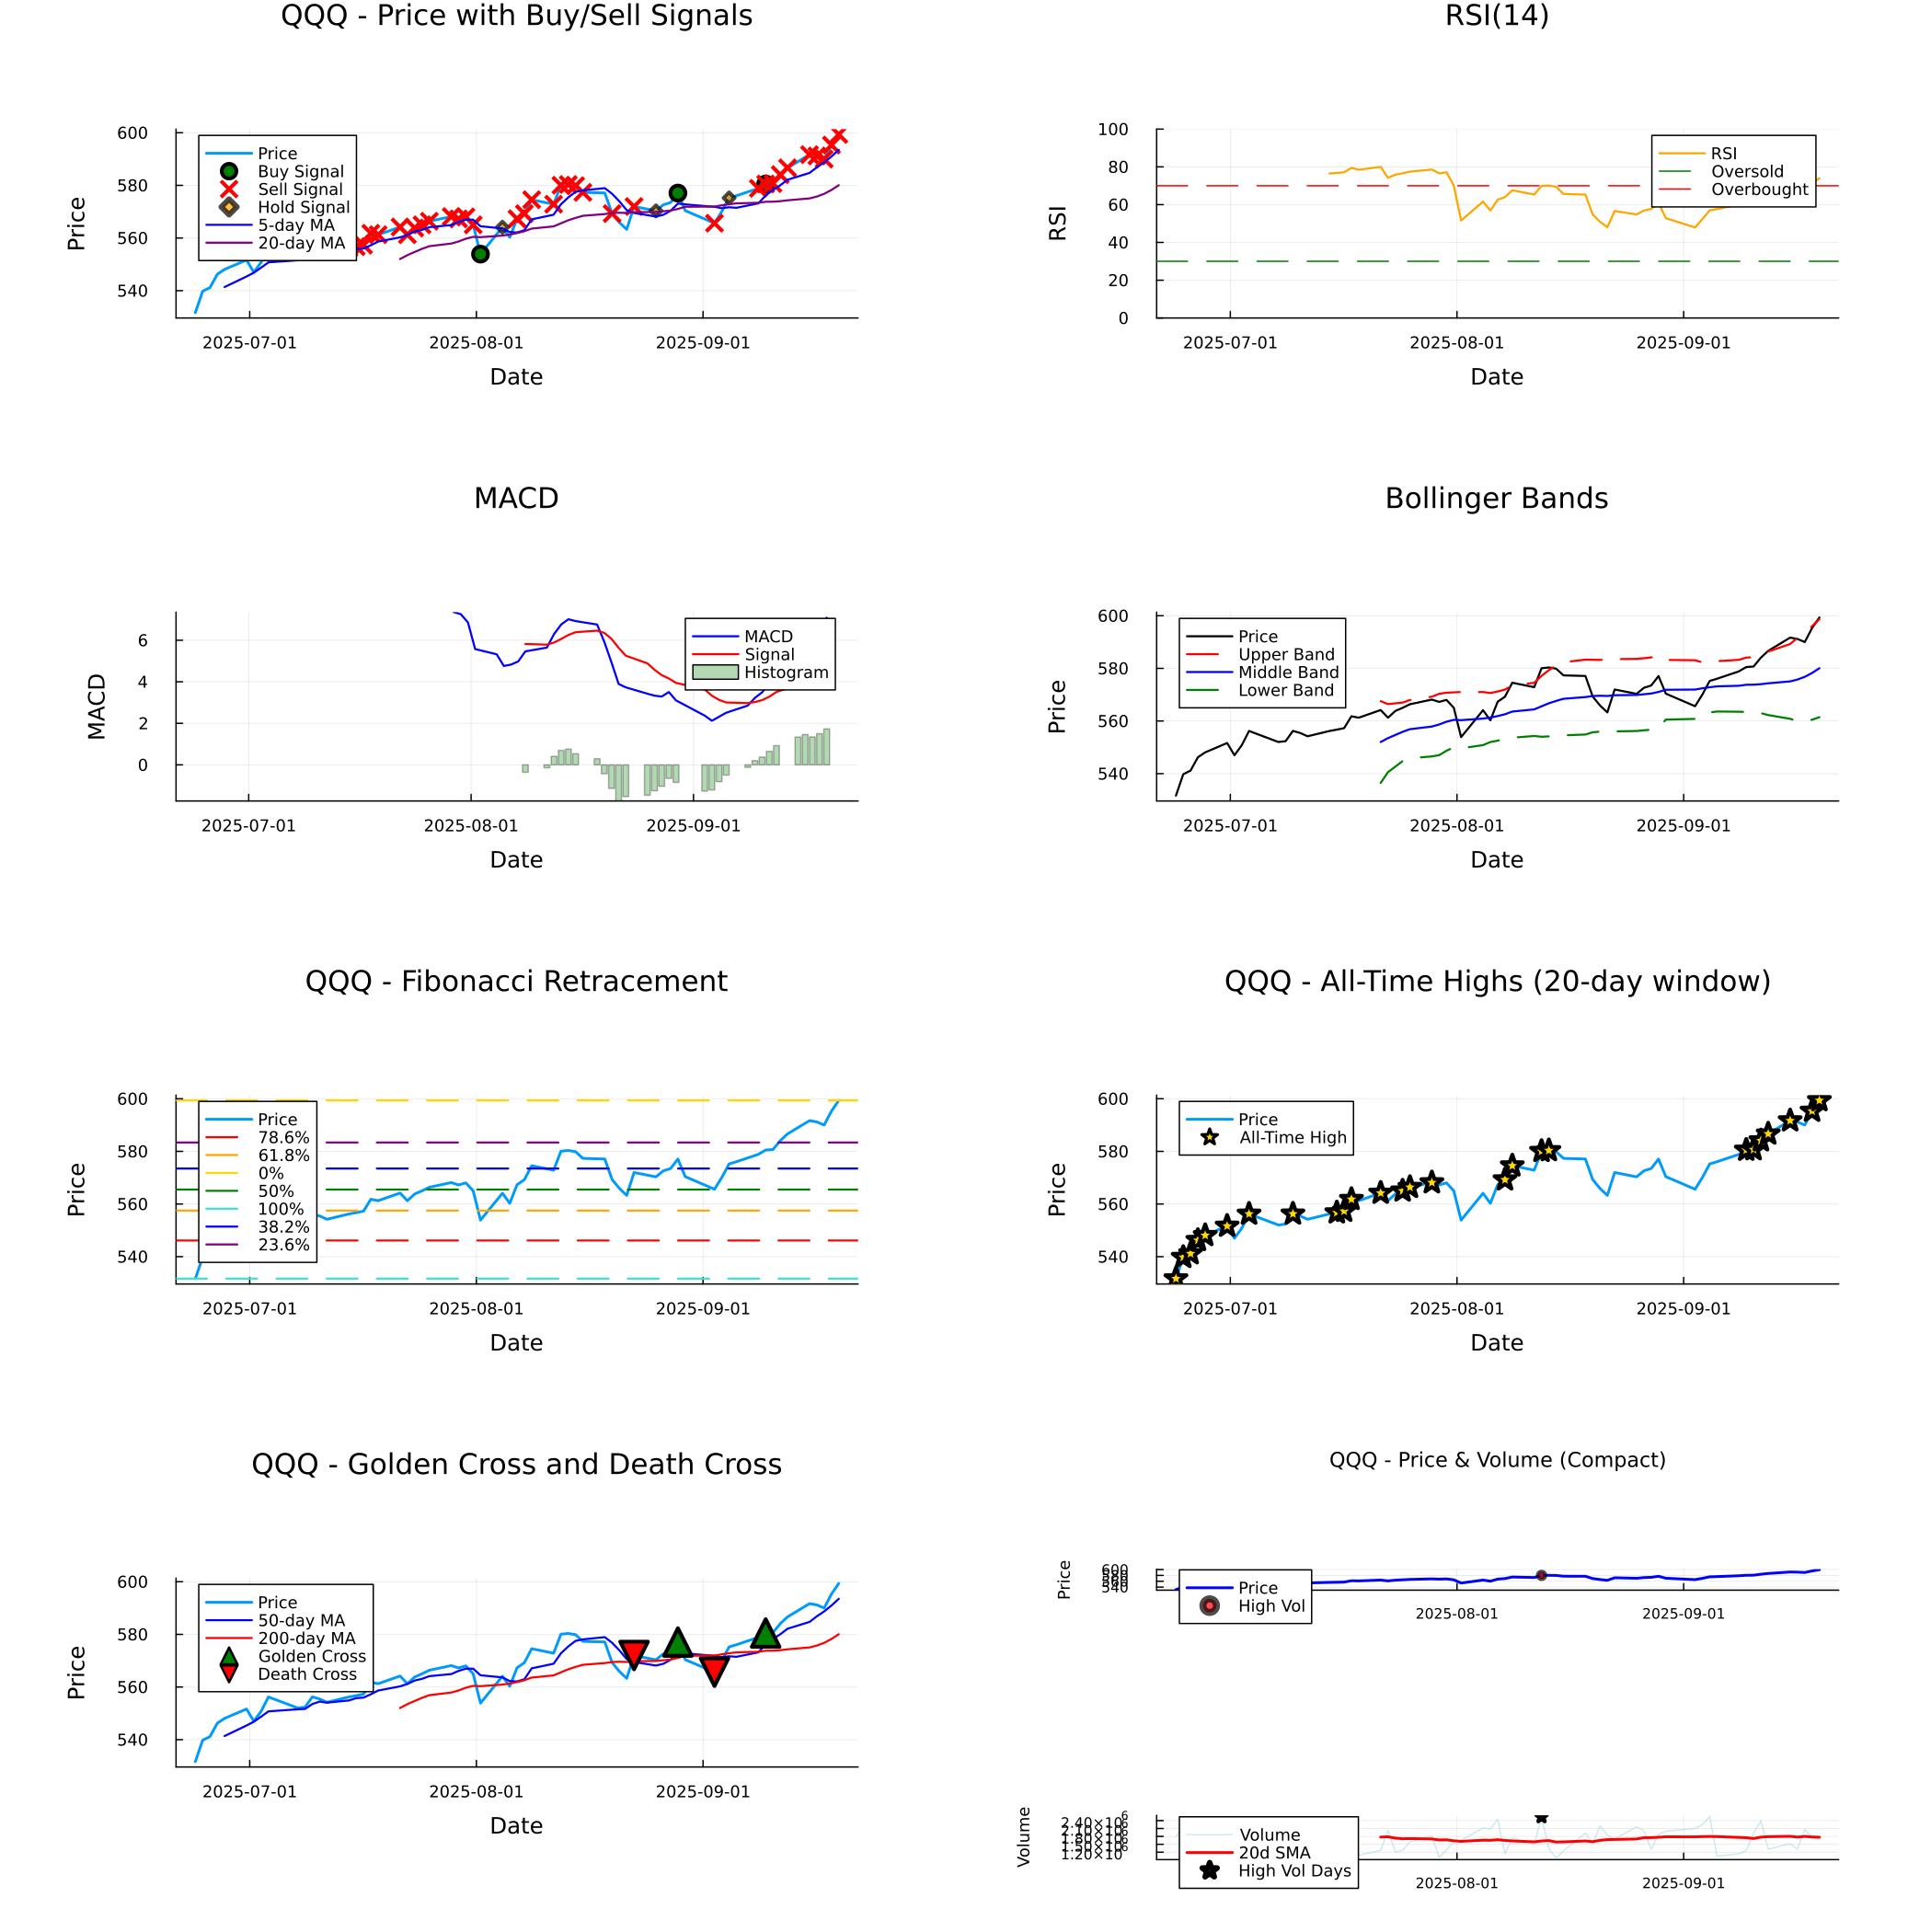 QQQ - Price with Buy/Sell Signals
Price
600
580
560
540
Price
Buy Signal
Sell Signal
Hold Signal
5-day MA
20-day MA
2025-07-01
2025-08-01
2025-09-01
Date
RSI(14)
RSI
100
80
60
40
20
0
RSI
Oversold
Overbought
2025-07-01
2025-08-01
2025-09-01
Date
MACD
MACD
6
4
2
0
MACD
Signal
Histogram
2025-07-01
2025-08-01
2025-09-01
Date
Bollinger Bands
Price
600
580
560
540
Price
Upper Band
Middle Band
Lower Band
2025-07-01
2025-08-01
2025-09-01
Date
QQQ - Fibonacci Retracement
Price
600
580
560
540
Price
78.6%
61.8%
0%
50%
100%
38.2%
23.6%
2025-07-01
2025-08-01
2025-09-01
Date
QQQ - All-Time Highs (20-day window)
Price
600
580
560
540
Price
All-Time High
2025-07-01
2025-08-01
2025-09-01
Date
QQQ - Golden Cross and Death Cross
Price
600
580
560
540
Price
50-day MA
200-day MA
Golden Cross
Death Cross
2025-07-01
2025-08-01
2025-09-01
Date
QQQ - Price & Volume (Compact)
Price
600
540
Price
High Vol
2025-08-01
2025-09-01
Volume
Volume
20d SMA
High Vol Days
2025-08-01
2025-09-01